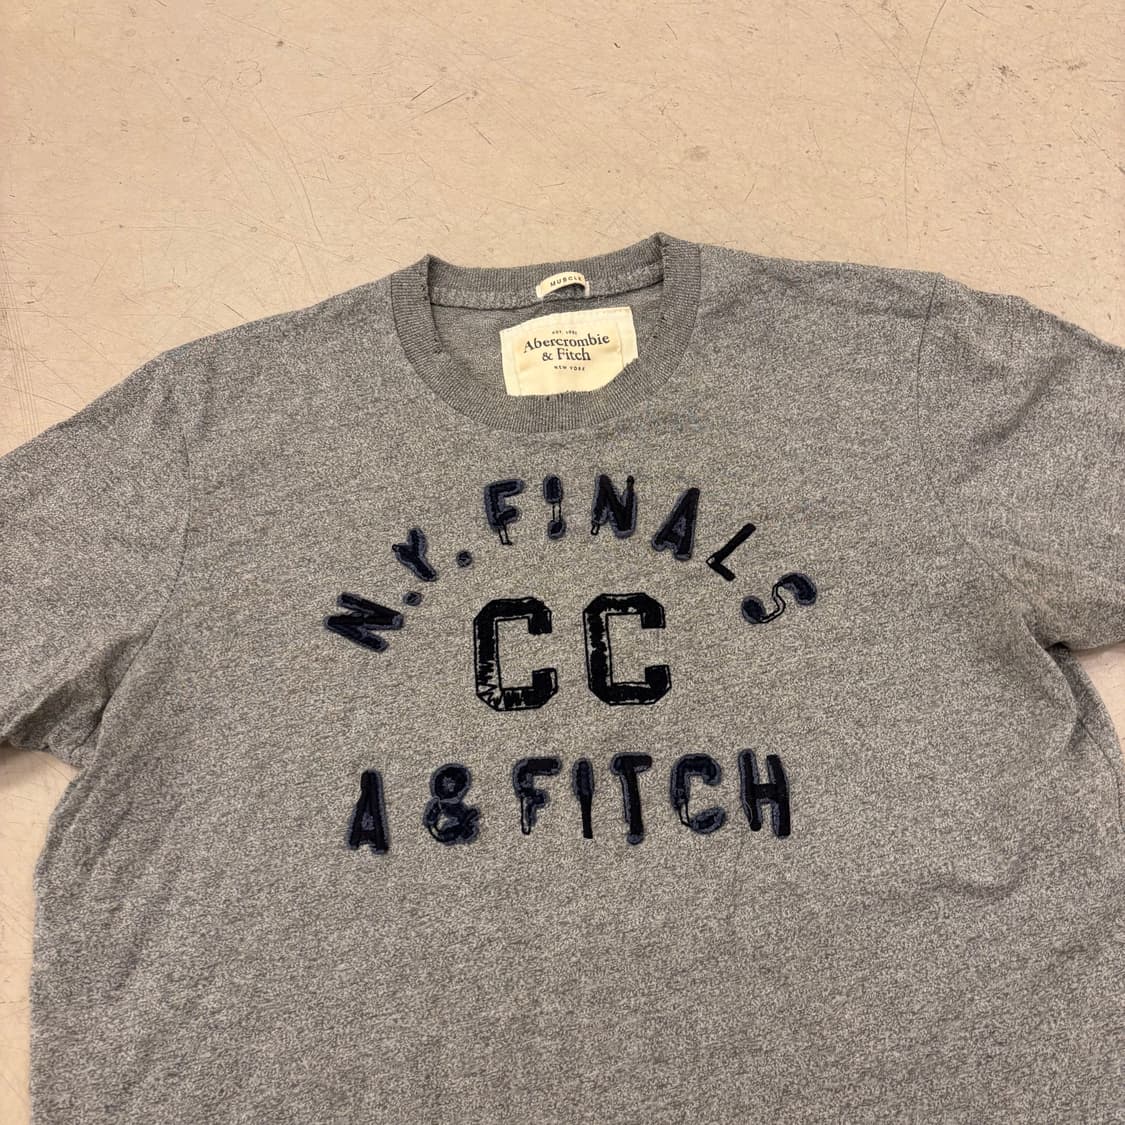 MUSCLE
EST. 1892
Abercrombie
& Fitch
NEW YORK
N.Y. FINALS
CC
A & FITCH